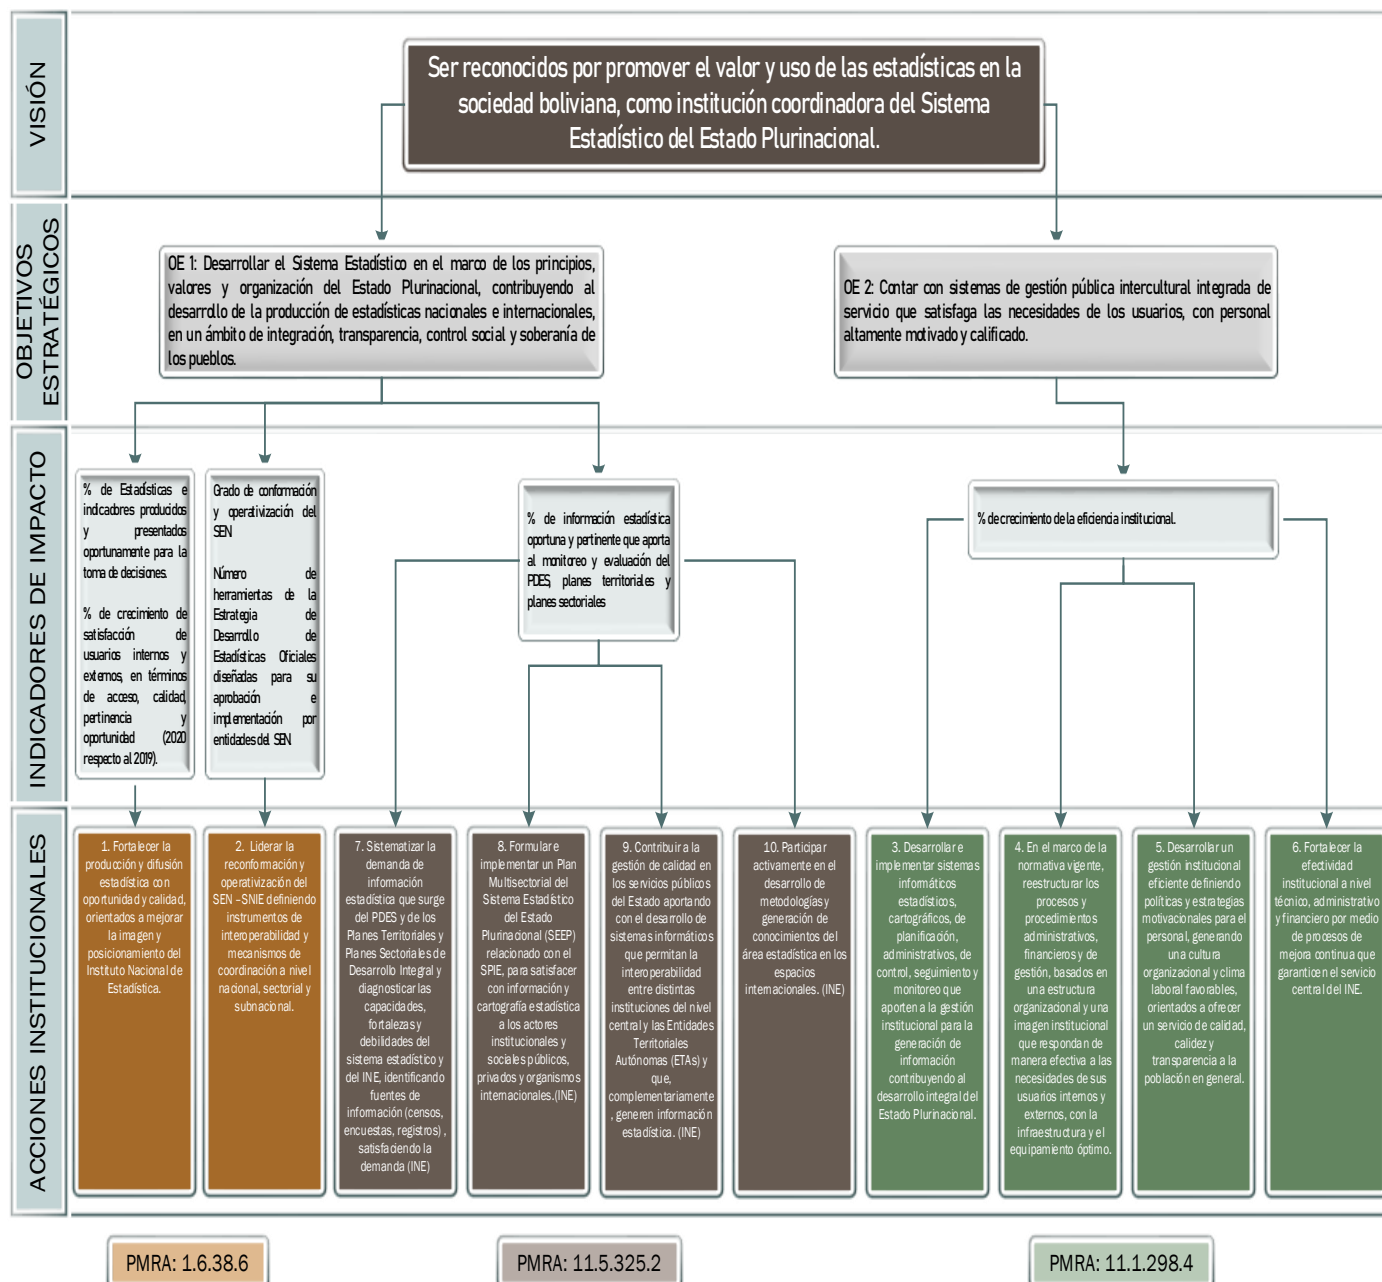 VISIÓN
Ser reconocidos por promover el valor y uso de las estadísticas en la
sociedad boliviana, como institución coordinadora del Sistema
Estadístico del Estado Plurinacional.
OBJETIVOS
ESTRATÉGICOS
OE 1: Desarrollar el Sistema Estadístico en el marco de los principios,
valores y organización del Estado Plurinacional, contribuyendo al
desarrollo de la producción de estadísticas nacionales e internacionales,
en un ámbito de integración, transparencia, control social y soberanía de
los pueblos.
OE 2: Contar con sistemas de gestión pública intercultural integrada de
servicio que satisfaga las necesidades de los usuarios, con personal
altamente motivado y calificado.
INDICADORES DE IMPACTO
% de Estadísticas e
indicadores producidos
y presentados
oportunamente para la
toma de decisiones.
% de crecimiento de
satisfacción de
usuarios internos y
externos, en términos
de acceso, calidad,
pertinencia y
oportunidad (2020
respecto al 2019).
Grado de conformación
y operativización del
SEN
Número de
herramientas de la
Estrategia de
Desarrollo de
Estadísticas Oficiales
diseñadas para su
aprobación e
implementación por
entidades del SEN
% de información estadística
oportuna y pertinente que aporta
al monitoreo y evaluación del
PDES, planes territoriales y
planes sectoriales
% de crecimiento de la eficiencia institucional.
ACCIONES INSTITUCIONALES
1. Fortalecer la
producción y difusión
estadística con
oportunidad y calidad,
orientados a mejorar la
imagen y
posicionamiento del
Instituto Nacional de
Estadística.
2. Liderar la
reconformación y
operativización del
SEN –SNIE definiendo
instrumentos de
interoperabilidad y
mecanismos de
coordinación a nivel
nacional, sectorial y
subnacional.
7. Sistematizar la
demanda de
información
estadística que surge
del PDES y de los
Planes Territoriales y
Planes Sectoriales de
Desarrollo Integral y
diagnosticar las
capacidades,
fortalezas y
debilidades del
sistema estadístico y
del INE, identificando
fuentes de
información (censos,
encuestas, registros) ,
satisfaciendo la
demanda (INE)
8. Formular e
implementar un Plan
Multisectorial del
Sistema Estadístico
del Estado
Plurinacional (SEEP)
relacionado con el
SPIE, para satisfacer
con información y
cartografía estadística
a los actores
institucionales y
sociales públicos,
privados y organismos
internacionales.(INE)
9. Contribuir a la
gestión de calidad en
los servicios públicos
del Estado aportando
con el desarrollo de
sistemas informáticos
que permitan la
interoperabilidad
entre distintas
instituciones del nivel
central y las Entidades
Territoriales
Autónomas (ETAs) y
que,
complementariamente
, generen información
estadística. (INE)
10. Participar
activamente en el
desarrollo de
metodologías y
generación de
conocimientos del
área estadística en los
espacios
internacionales. (INE)
3. Desarrollar e
implementar sistemas
informáticos
estadísticos,
cartográficos, de
planificación,
administrativos, de
control, seguimiento y
monitoreo que
aporten a la gestión
institucional para la
generación de
información
contribuyendo al
desarrollo integral del
Estado Plurinacional.
4. En el marco de la
normativa vigente,
reestructurar los
procesos y
procedimientos
administrativos,
financieros y de
gestión, basados en
una estructura
organizacional y una
imagen institucional
que respondan de
manera efectiva a las
necesidades de sus
usuarios internos y
externos, con la
infraestructura y el
equipamiento óptimo.
5. Desarrollar un
gestión institucional
eficiente definiendo
políticas y estrategias
motivacionales para el
personal, generando
una cultura
organizacional y clima
laboral favorables,
orientados a ofrecer
un servicio de calidad,
calidez y
transparencia a la
población en general.
6. Fortalecer la
efectividad
institucional a nivel
técnico, administrativo
y financiero por medio
de procesos de
mejora continua que
garanticen el servicio
central del INE.
PMRA: 1.6.38.6
PMRA: 11.5.325.2
PMRA: 11.1.298.4